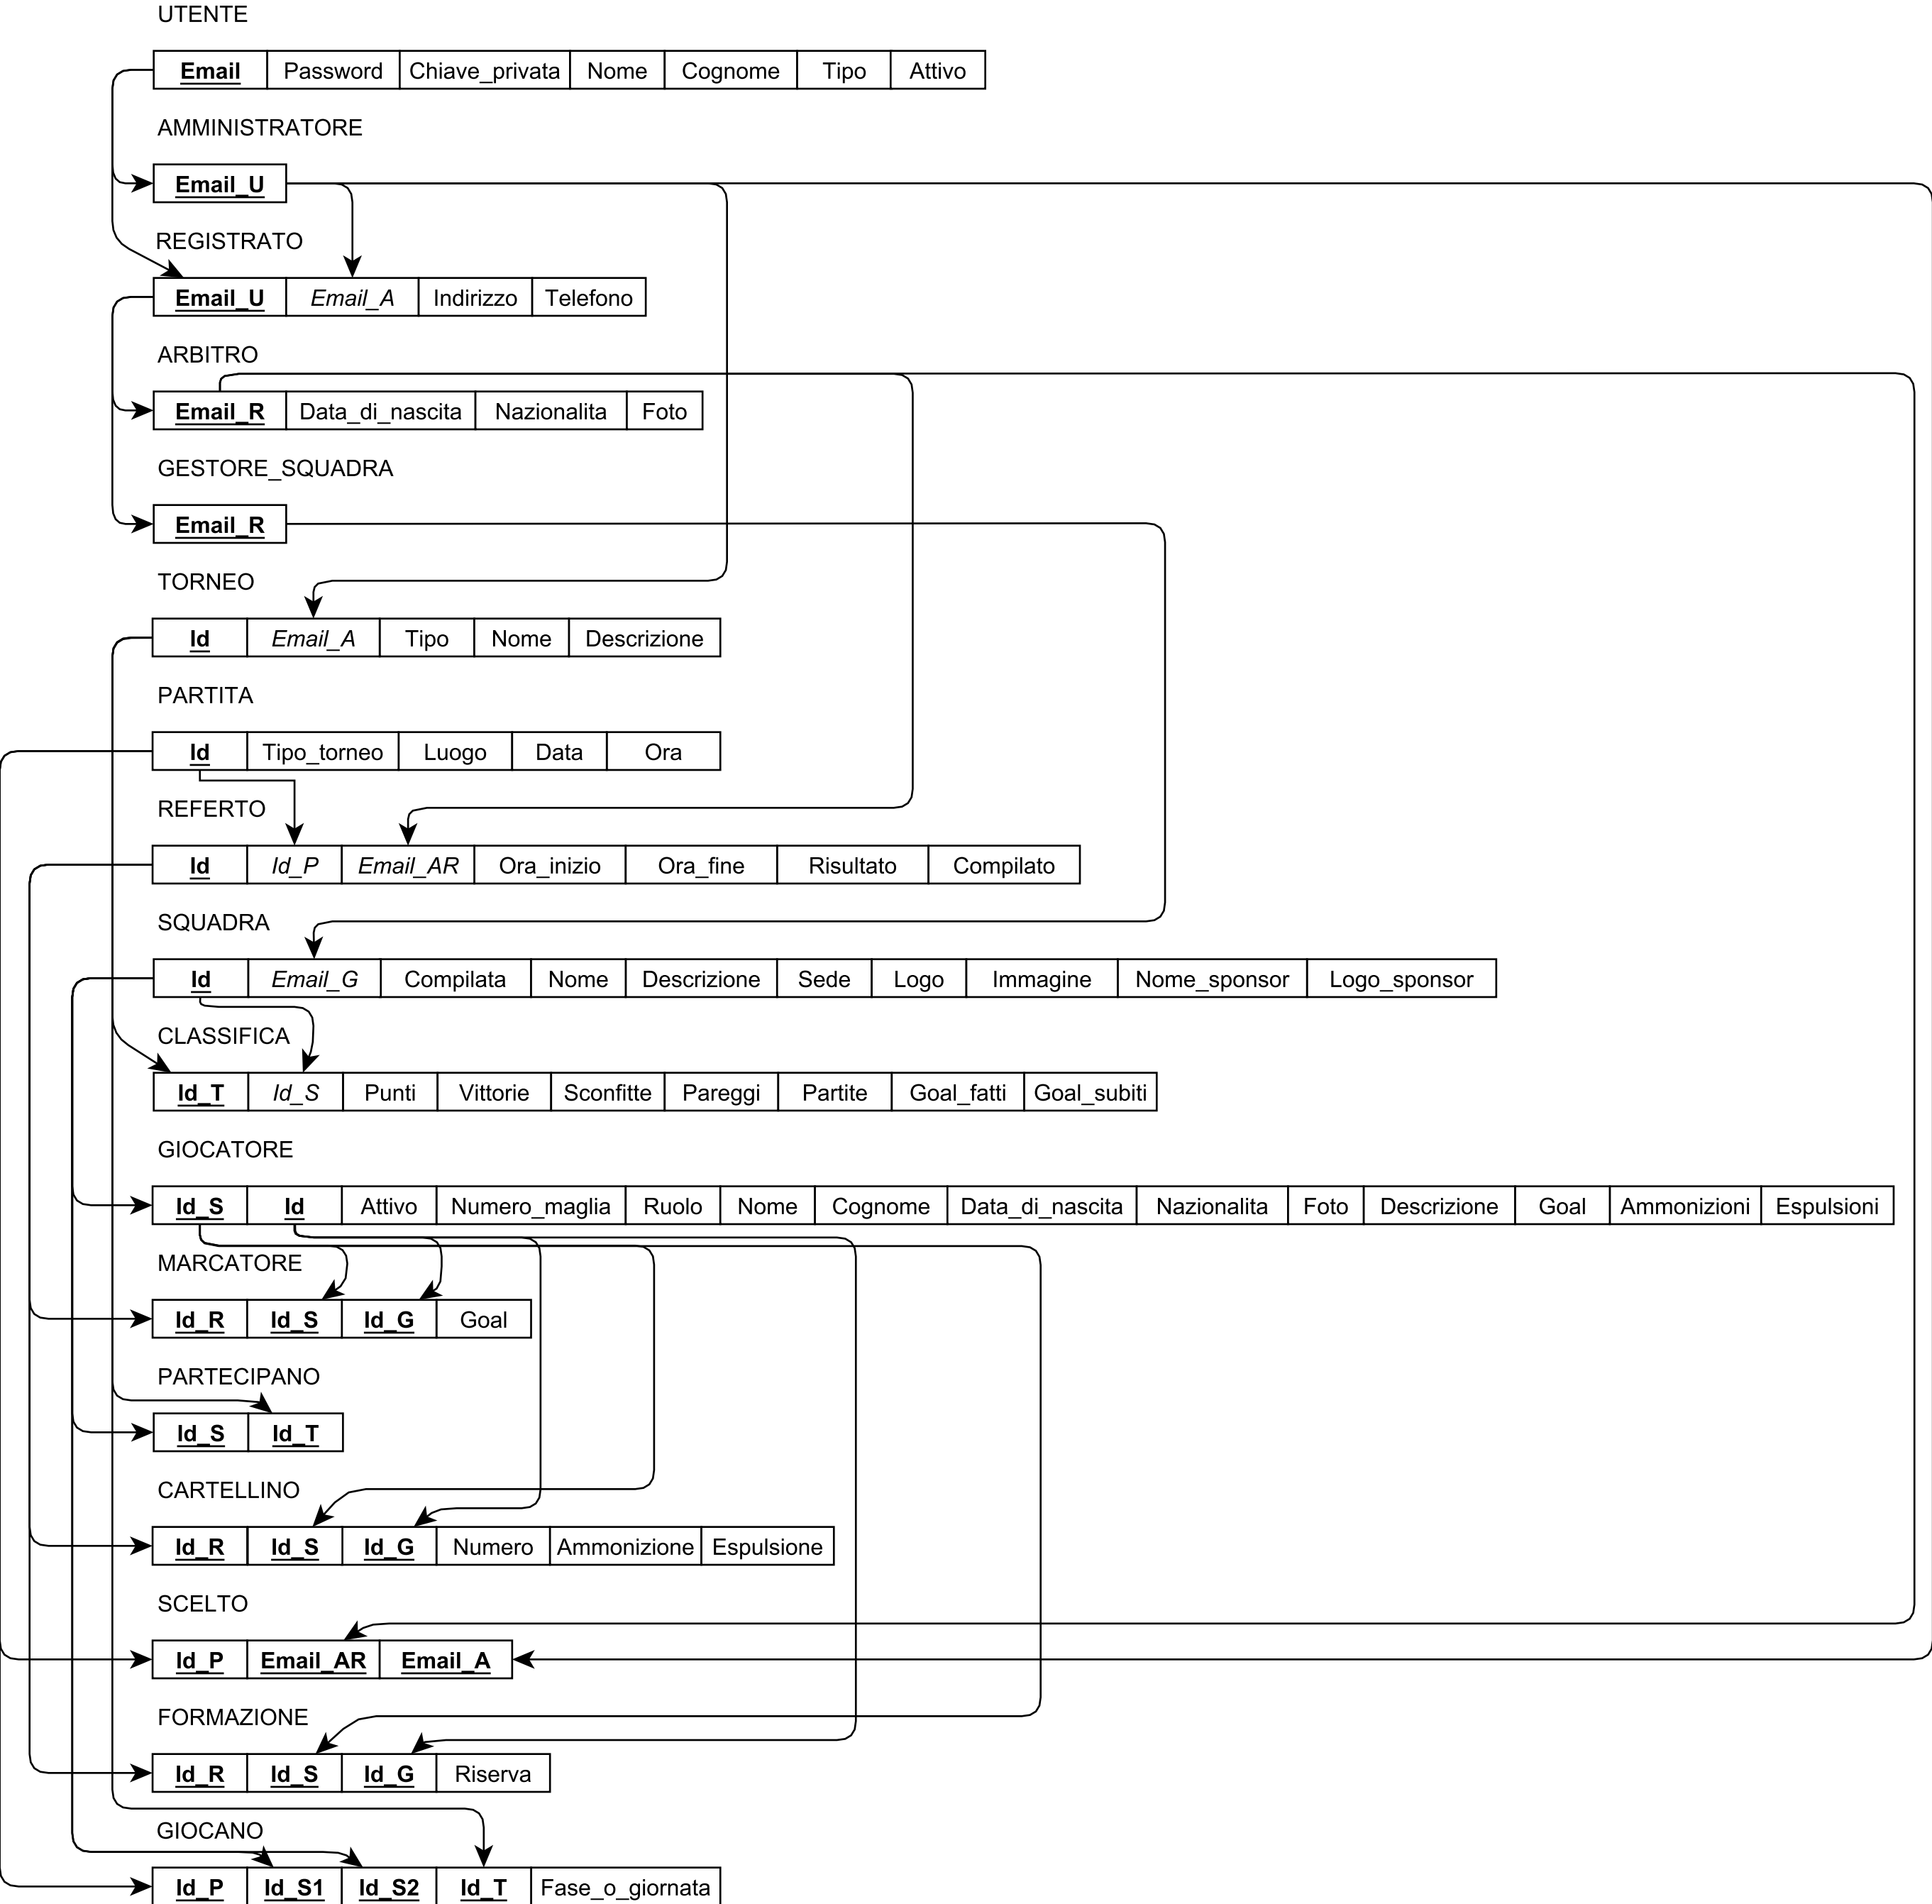 UTENTE
Email Password Chiave_privata Nome Cognome Tipo Attivo
AMMINISTRATORE
Email_U
REGISTRATO
Email_U Email_A Indirizzo Telefono
ARBITRO
Email_R Data_di_nascita Nazionalita Foto
GESTORE_SQUADRA
Email_R
TORNEO
Id Email_A Tipo Nome Descrizione
PARTITA
Id Tipo_torneo Luogo Data Ora
REFERTO
Id Id_P Email_AR Ora_inizio Ora_fine Risultato Compilato
SQUADRA
Id Email_G Compilata Nome Descrizione Sede Logo Immagine Nome_sponsor Logo_sponsor
CLASSIFICA
Id_T Id_S Punti Vittorie Sconfitte Pareggi Partite Goal_fatti Goal_subiti
GIOCATORE
Id_S Id Attivo Numero_maglia Ruolo Nome Cognome Data_di_nascita Nazionalita Foto Descrizione Goal Ammonizioni Espulsioni
MARCATORE
Id_R Id_S Id_G Goal
PARTECIPANO
Id_S Id_T
CARTELLINO
Id_R Id_S Id_G Numero Ammonizione Espulsione
SCELTO
Id_P Email_AR Email_A
FORMAZIONE
Id_R Id_S Id_G Riserva
GIOCANO
Id_P Id_S1 Id_S2 Id_T Fase_o_giornata